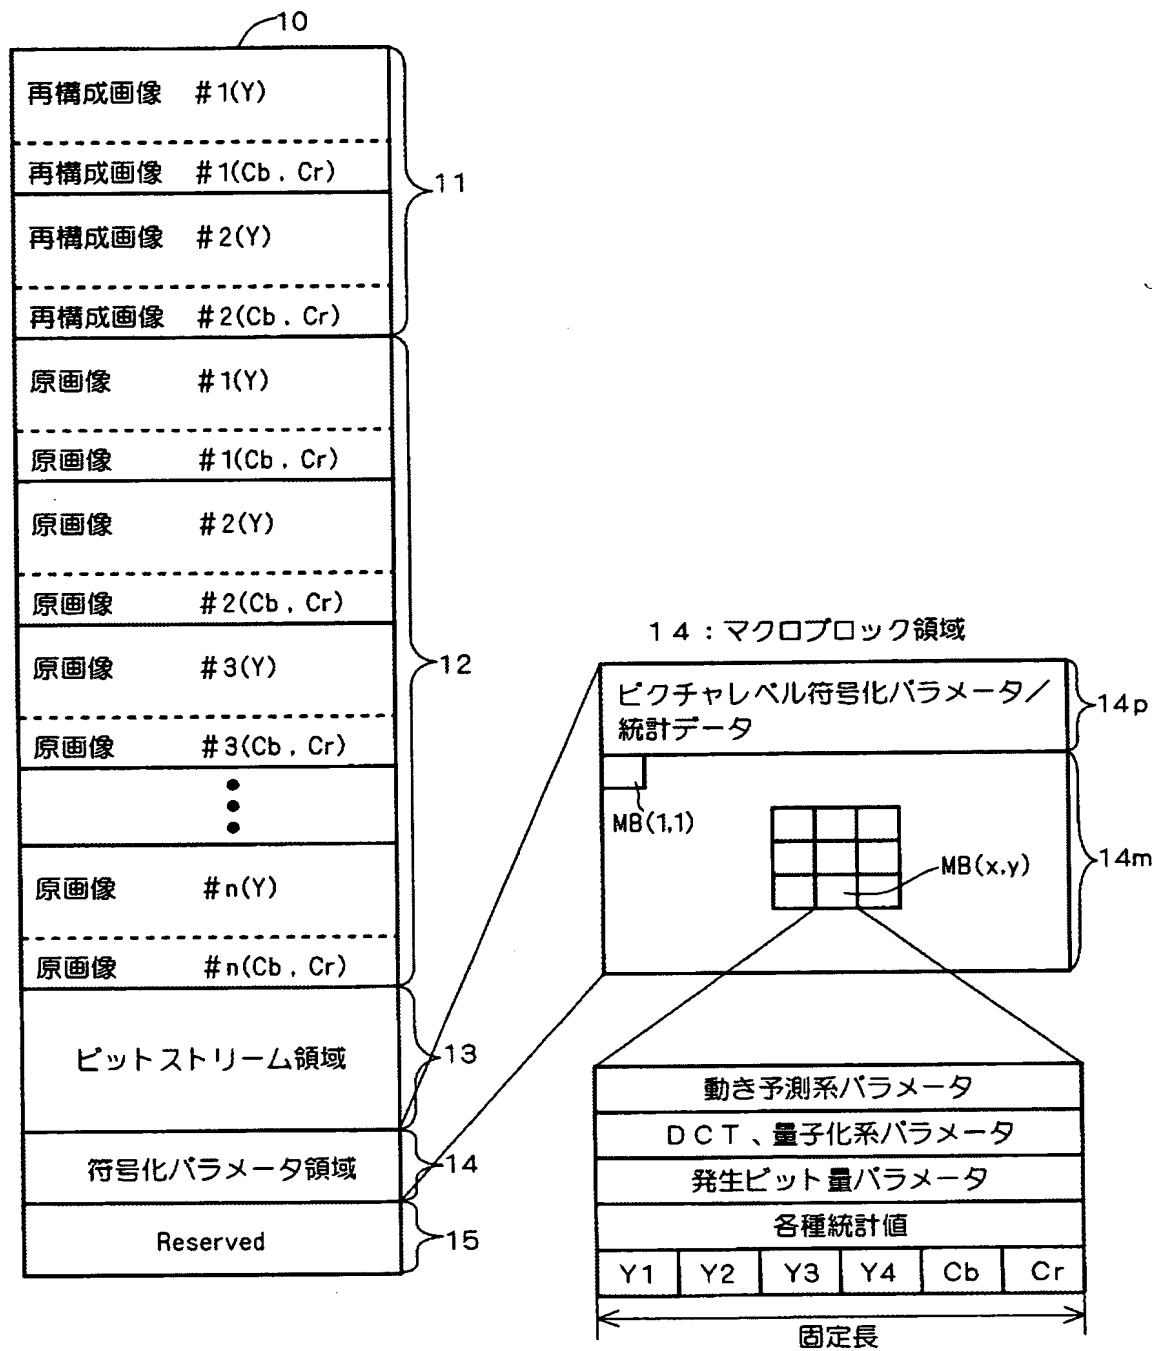 10
再構成画像 #1(Y)
再構成画像 #1(Cb, Cr)
11
再構成画像 #2(Y)
再構成画像 #2(Cb, Cr)
原画像 #1(Y)
原画像 #1(Cb, Cr)
原画像 #2(Y)
原画像 #2(Cb, Cr)
原画像 #3(Y)
12
原画像 #3(Cb, Cr)
原画像 #n(Y)
原画像 #n(Cb, Cr)
ビットストリーム領域
13
符号化パラメータ領域
14
Reserved
15
14:マクロブロック領域
ピクチャレベル符号化パラメータ/
統計データ
14p
MB(1,1)
MB(x,y)
14m
動き予測系パラメータ
DCT、量子化系パラメータ
発生ビット量パラメータ
各種統計値
Y1 Y2 Y3 Y4 Cb Cr
固定長